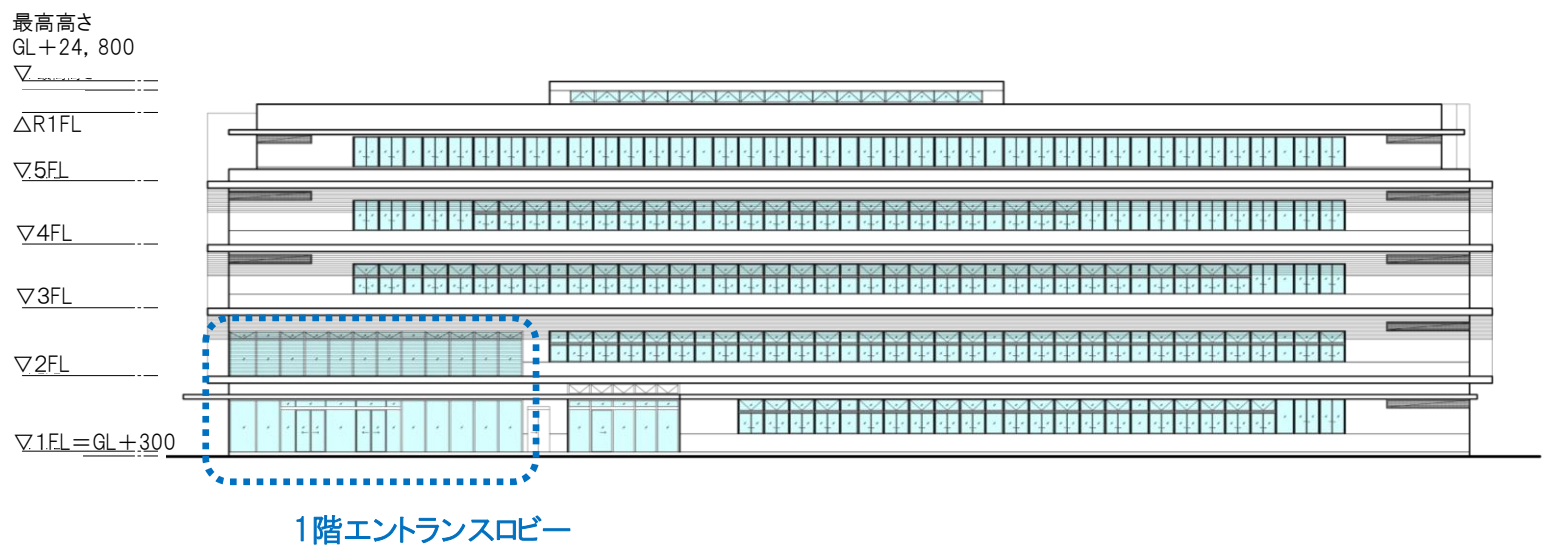 最高高さ
GL+24,800
▽
△R1FL
▽5FL
▽4FL
▽3FL
▽2FL
▽1FL=GL+300
1階エントランスロビー